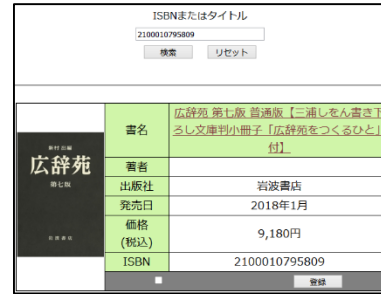 ISBNまたはタイトル
2100010795809
検索 リセット
書名
広辞苑 第七版 普通版【三浦しをん書き下
ろし文庫判小冊子「広辞苑をつくるひと」
付】
広辞苑
第七版
岩波書店
著者
出版社 岩波書店
発売日 2018年1月
価格
(税込)
9,180円
ISBN 2100010795809
登録